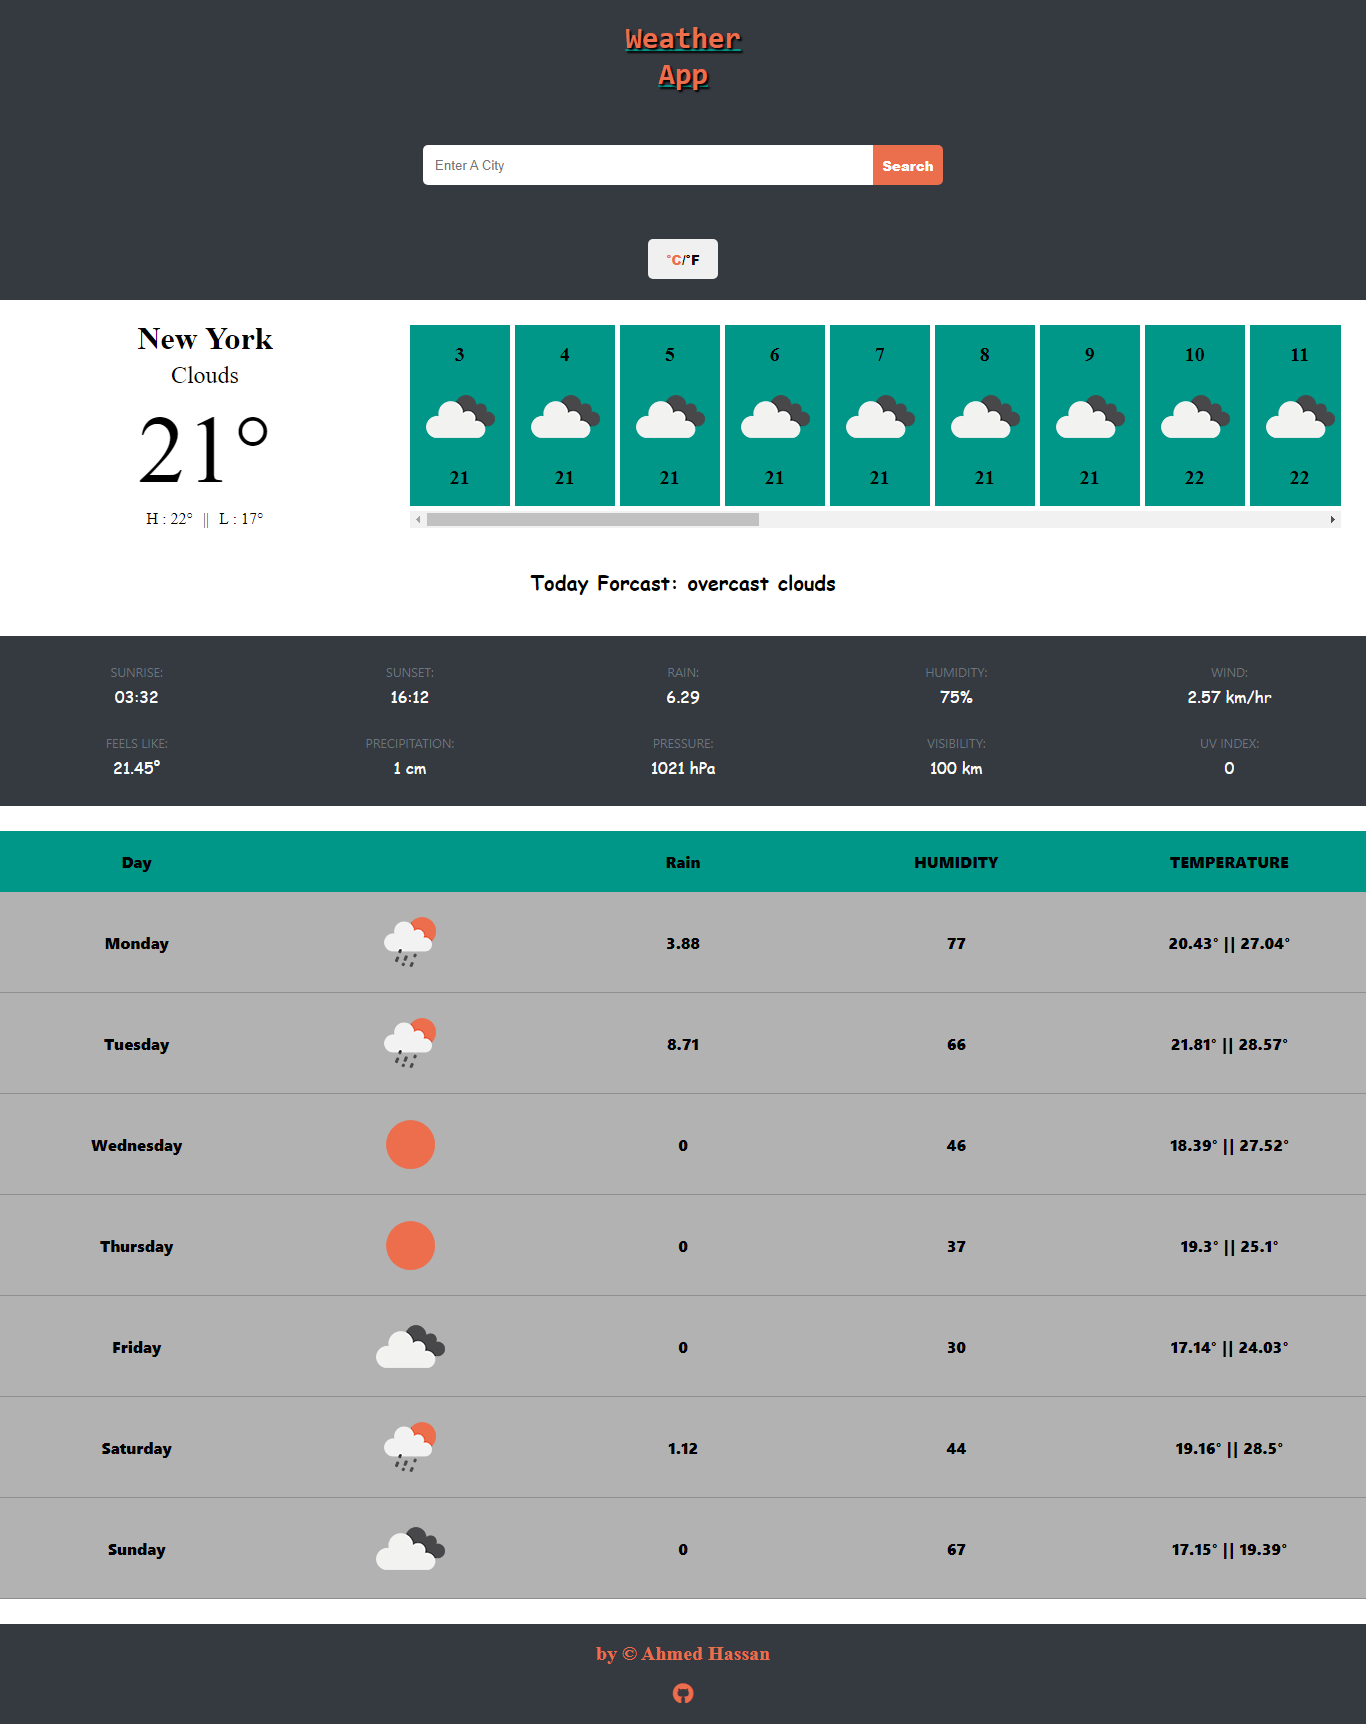 Weather
App
Enter A City
Search
°C/°F
New York
Clouds
21°
H : 22° || L : 17°
3 4 5 6 7 8 9 10 11
21 21 21 21 21 21 21 22 22
Today Forcast: overcast clouds
SUNRISE: SUNSET: RAIN: HUMIDITY: WIND:
03:32 16:12 6.29 75% 2.57 km/hr
FEELS LIKE: PRECIPITATION: PRESSURE: VISIBILITY: UV INDEX:
21.45° 1 cm 1021 hPa 100 km 0
Day Rain HUMIDITY TEMPERATURE
Monday 3.88 77 20.43° || 27.04°
Tuesday 8.71 66 21.81° || 28.57°
Wednesday 0 46 18.39° || 27.52°
Thursday 0 37 19.3° || 25.1°
Friday 0 30 17.14° || 24.03°
Saturday 1.12 44 19.16° || 28.5°
Sunday 0 67 17.15° || 19.39°
by © Ahmed Hassan